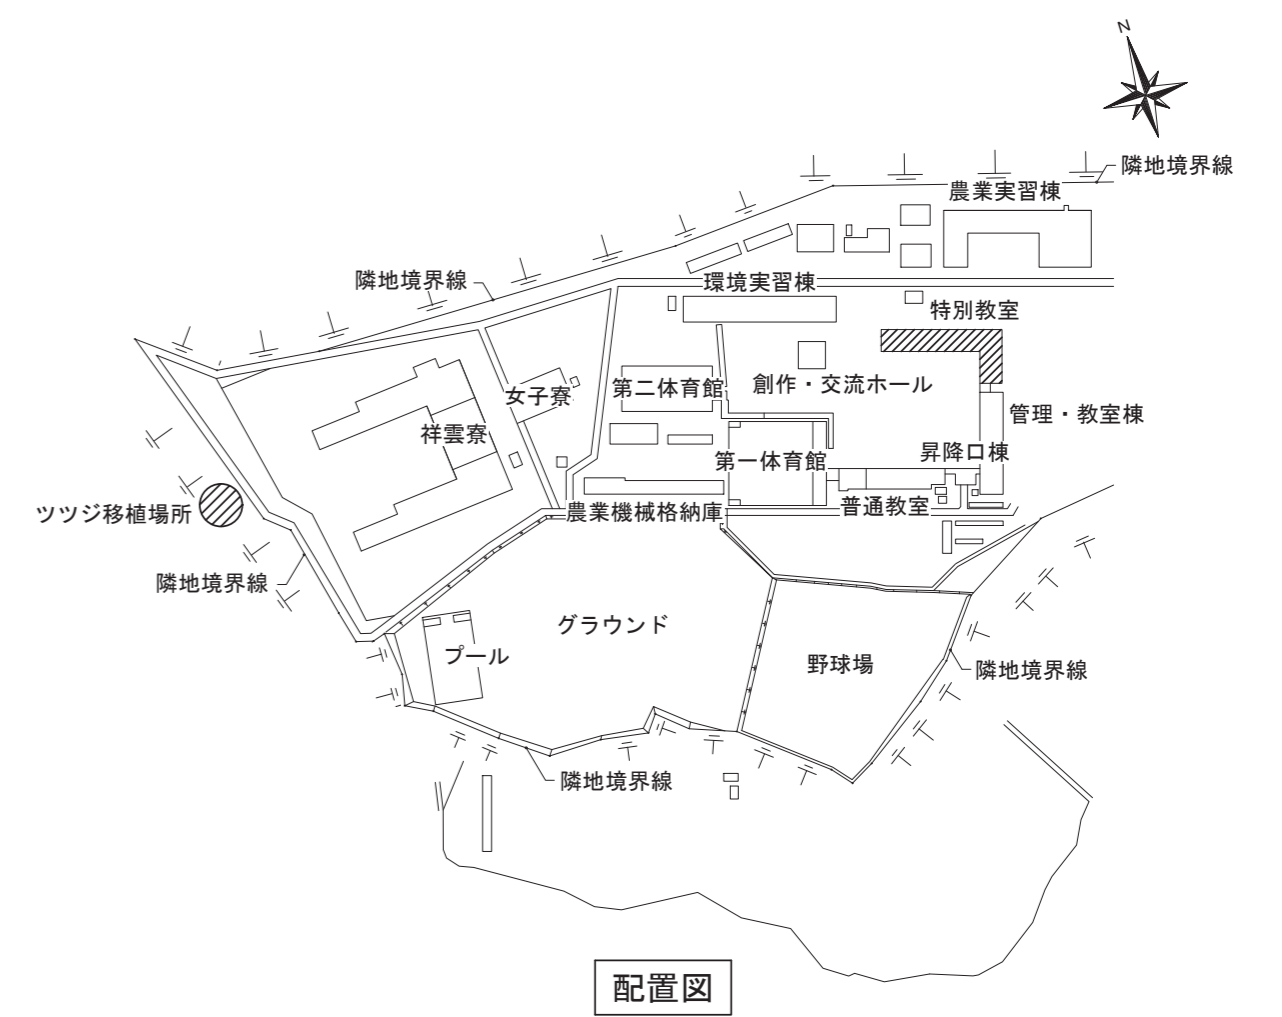 N
隣地境界線
農業実習棟
隣地境界線
環境実習棟
特別教室
女子寮
第二体育館
創作・交流ホール
管理・教室棟
祥雲寮
第一体育館
昇降口棟
ツツジ移植場所
農業機械格納庫
普通教室
隣地境界線
グラウンド
プール
野球場
隣地境界線
隣地境界線
配置図